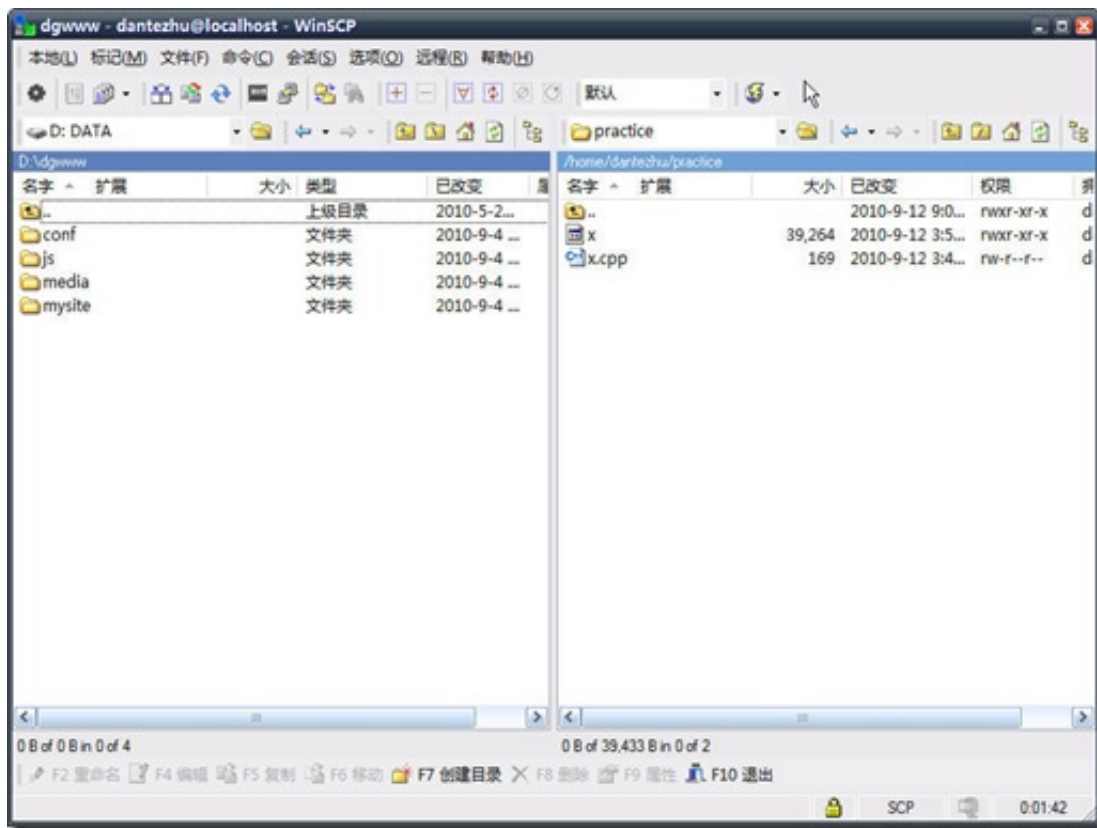 dgwww - dantezhu@localhost - WinSCP
本地(L) 标记(M) 文件(F) 命令(C) 会话(S) 选项(O) 远程(R) 帮助(H)
默认
D: DATA
practice
D:\dgwww
/home/dantezhu/practice
名字 扩展 大小 类型 已改变
名字 扩展 大小 已改变 权限
.. 上级目录 2010-5-2...
conf 文件夹 2010-9-4 ...
js 文件夹 2010-9-4 ...
media 文件夹 2010-9-4 ...
mysite 文件夹 2010-9-4 ...
.. 2010-9-12 9:0... rwxr-xr-x d
x 39,264 2010-9-12 3:5... rwxr-xr-x d
x.cpp 169 2010-9-12 3:4... rw-r--r-- d
0 B of 0 B in 0 of 4
0 B of 39,433 B in 0 of 2
F2 重命名 F4 编辑 F5 复制 F6 移动 F7 创建目录 F8 删除 F9 属性 F10 退出
SCP 0:01:42